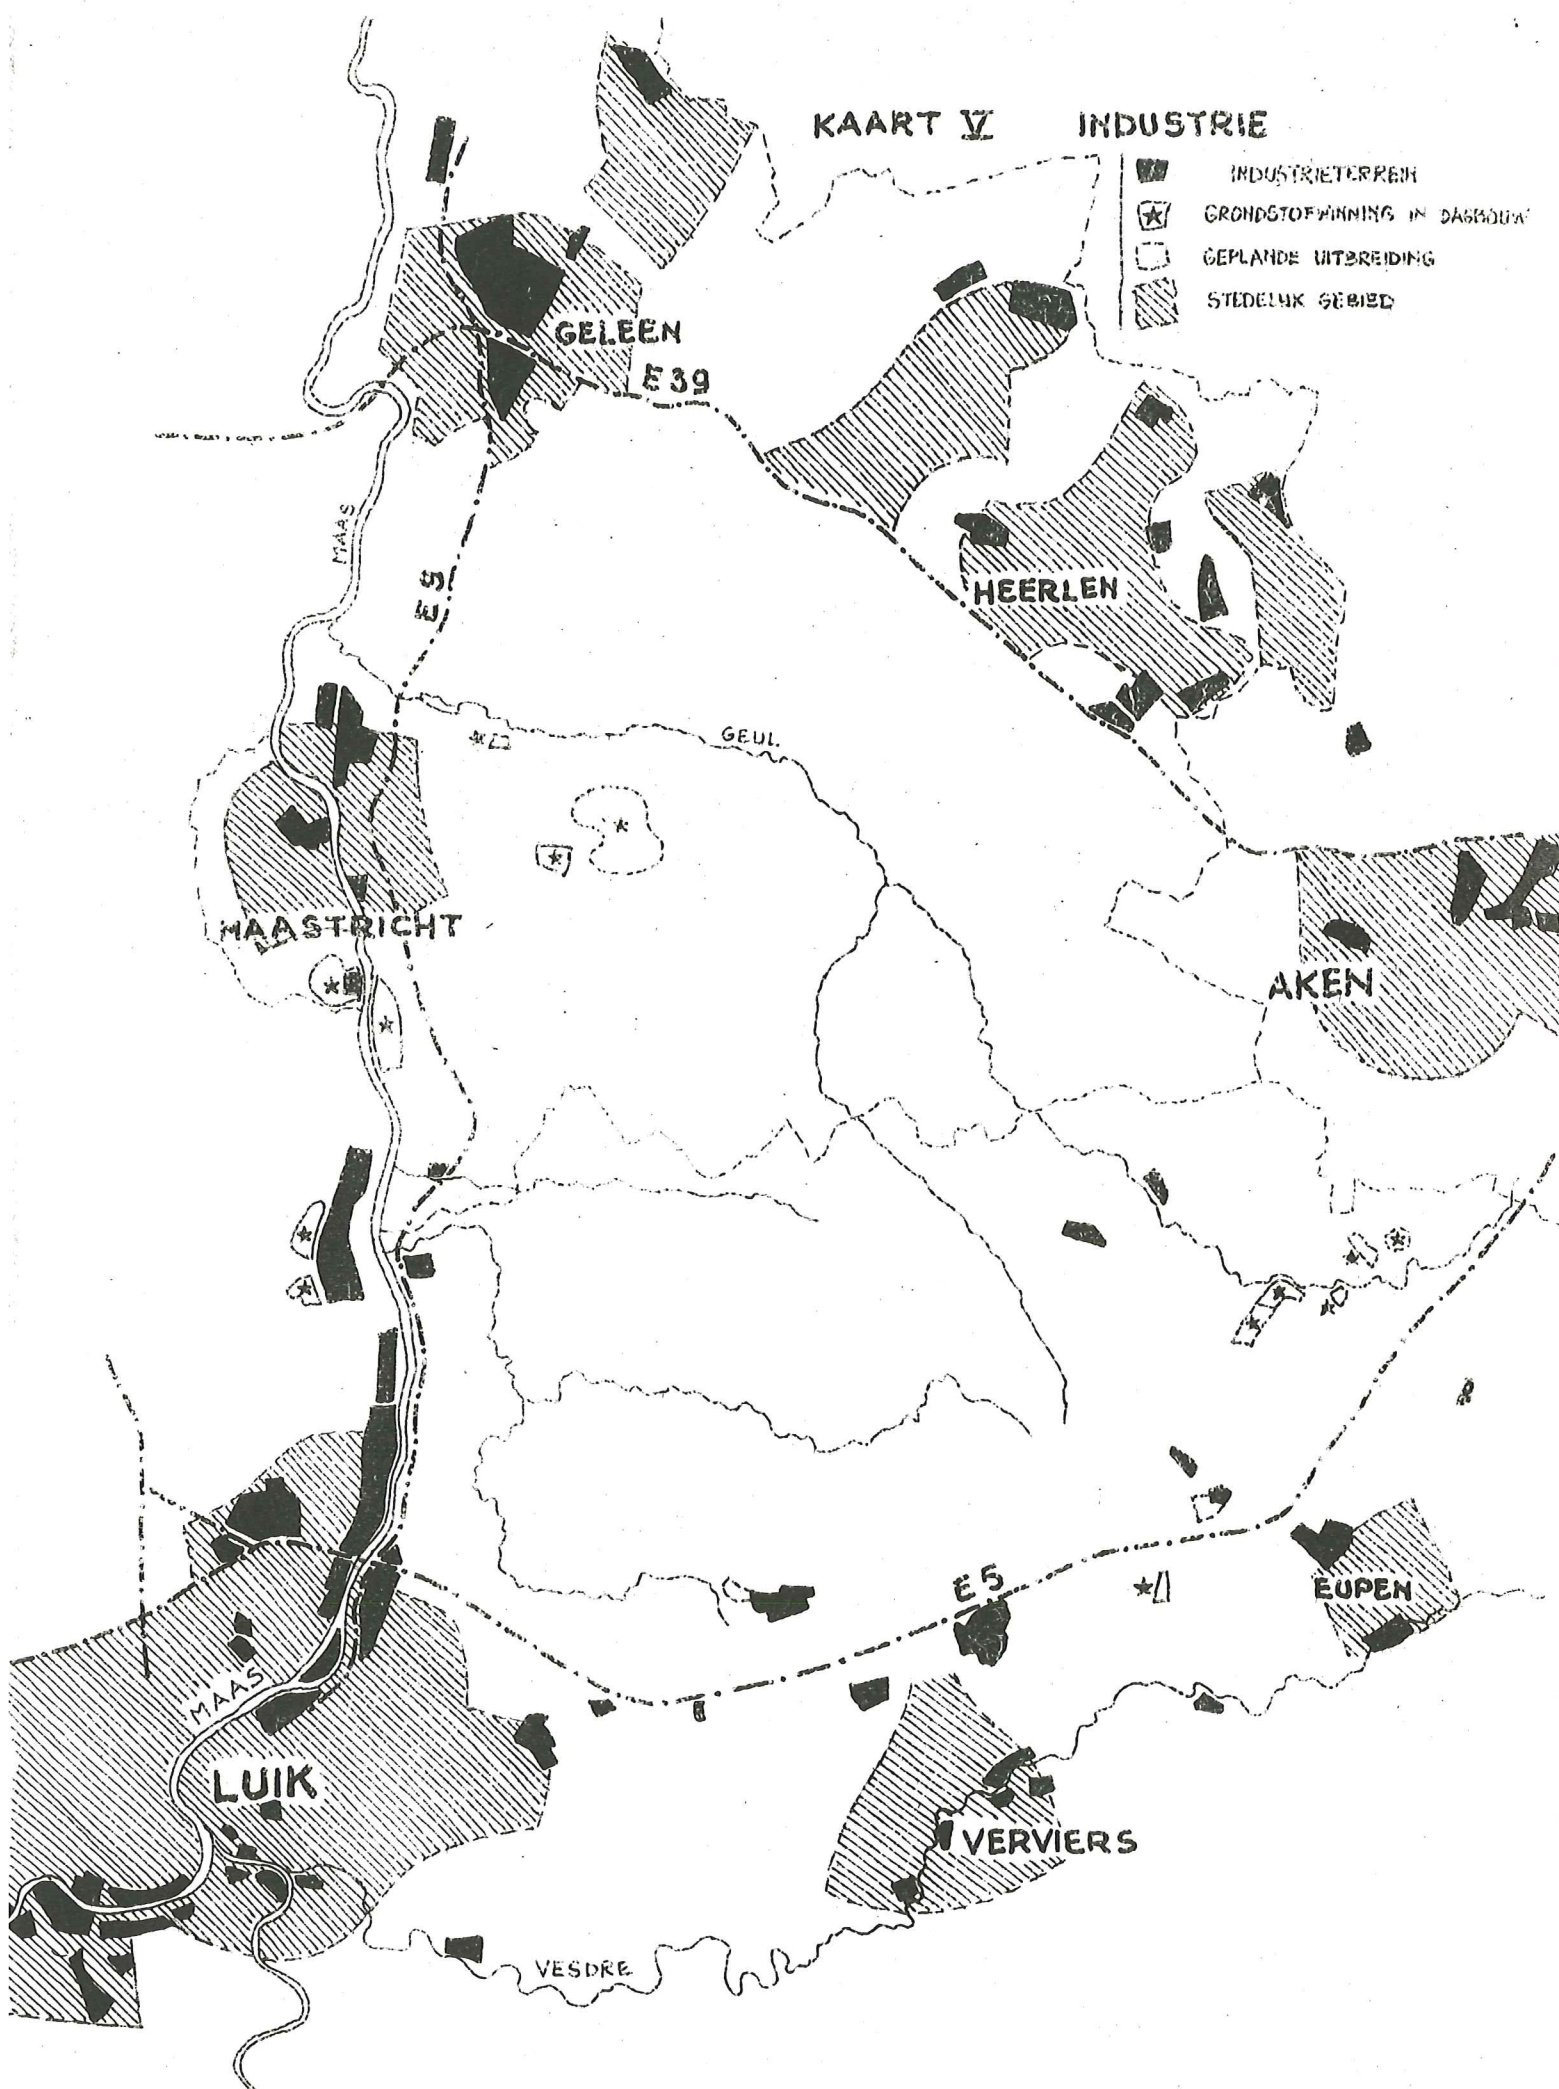 KAART V INDUSTRIE
INDUSTRIETERREIN
GRONDSTOFWINNING IN DAGBOUW
GEPLANDE UITBREIDING
STEDELIJK GEBIED
GELEEN
E39
MAAS
E9
HEERLEN
GEUL
MAASTRICHT
AKEN
E5
EUPEN
MAAS
LUIK
VERVIERS
VESDRE